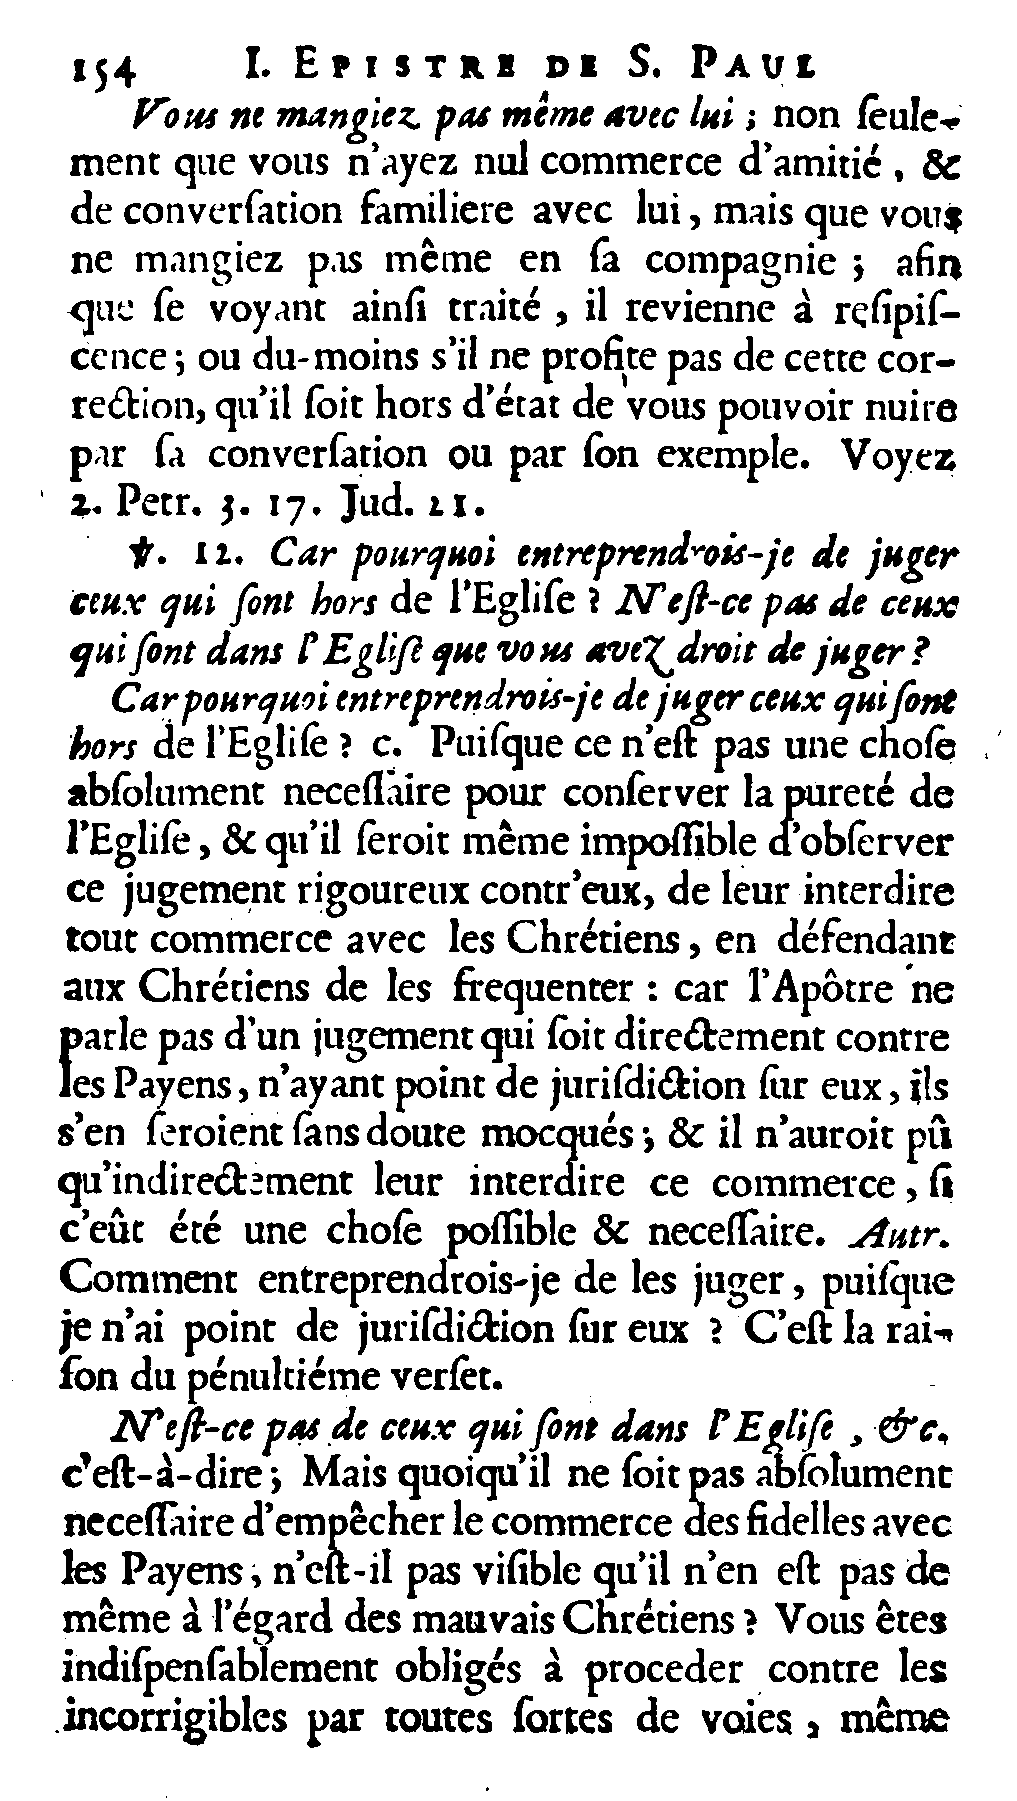 154 I. EPISTRE DE S. PAUL
Vous ne mangiez pas même avec lui ; non ſeule-
ment que vous n'ayez nul commerce d'amitié , &
de converſation familiere avec lui , mais que vous
ne mangiez pas même en ſa compagnie ; afin
que ſe voyant ainſi traité , il revienne à reſipiſ-
cence ; ou du-moins s'il ne profite pas de cette cor-
rection, qu'il ſoit hors d'état de vous pouvoir nuire
par ſa converſation ou par ſon exemple. Voyez
2. Petr. 3. 17. Jud. 21.
℣. 12. Car pourquoi entreprendrois-je de juger
ceux qui ſont hors de l'Egliſe ? N'eſt-ce pas de ceux
qui ſont dans l'Egliſe que vous avez droit de juger ?
Car pourquoi entreprendrois-je de juger ceux qui ſont
hors de l'Egliſe ? c. Puiſque ce n'eſt pas une choſe
abſolument neceſſaire pour conſerver la pureté de
l'Egliſe , & qu'il ſeroit même impoſſible d'obſerver
ce jugement rigoureux contr'eux, de leur interdire
tout commerce avec les Chrétiens , en défendant
aux Chrétiens de les frequenter : car l'Apôtre ne
parle pas d'un jugement qui ſoit directement contre
les Payens , n'ayant point de juriſdiction ſur eux , ils
s'en ſeroient ſans doute mocqués ; & il n'auroit pû
qu'indirectement leur interdire ce commerce , ſi
c'eût été une choſe poſſible & neceſſaire. Autr.
Comment entreprendrois-je de les juger , puiſque
je n'ai point de juriſdiction ſur eux ? C'eſt la rai-
ſon du pénultiéme verſet.
N'eſt-ce pas de ceux qui ſont dans l'Egliſe , &c.
c'eſt-à-dire ; Mais quoiqu'il ne ſoit pas abſolument
neceſſaire d'empêcher le commerce des fidelles avec
les Payens , n'eſt-il pas viſible qu'il n'en eſt pas de
même à l'égard des mauvais Chrétiens ? Vous êtes
indiſpenſablement obligés à proceder contre les
incorrigibles par toutes ſortes de voies , même